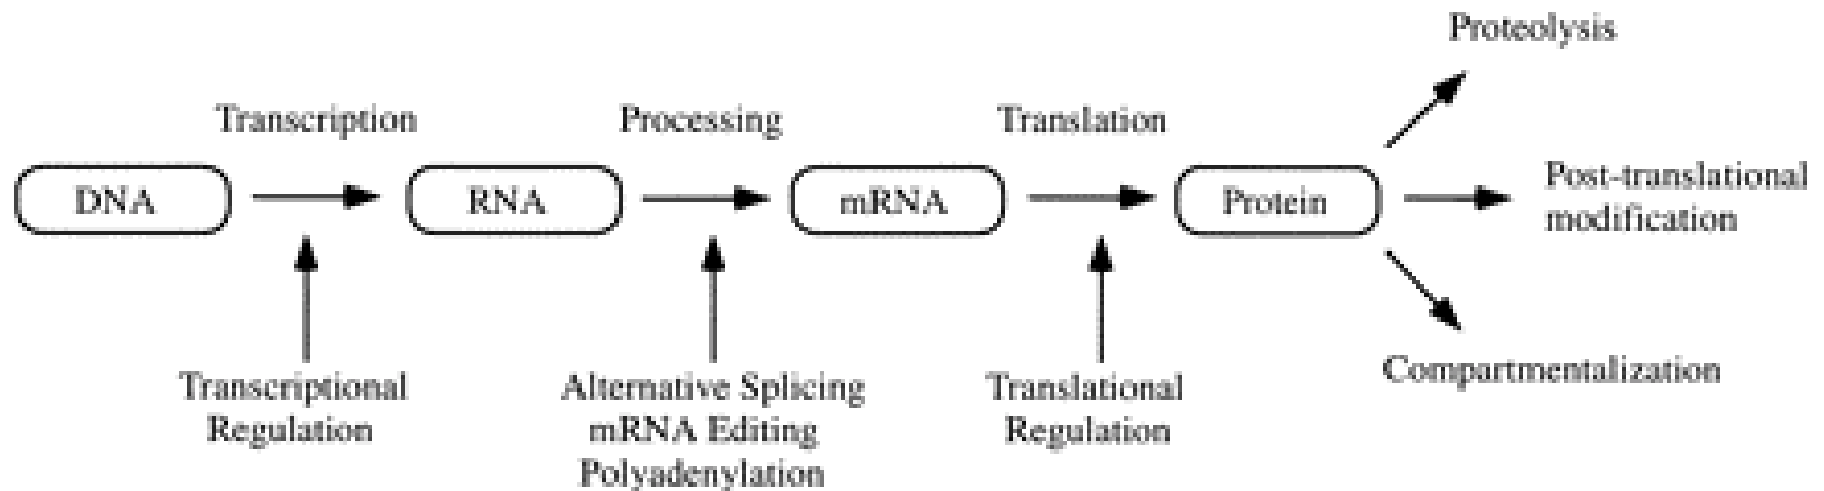 Proteolysis
Transcription
Processing
Translation
DNA
RNA
mRNA
Protein
Post-translational
modification
Transcriptional
Regulation
Alternative Splicing
mRNA Editing
Polyadenylation
Translational
Regulation
Compartmentalization